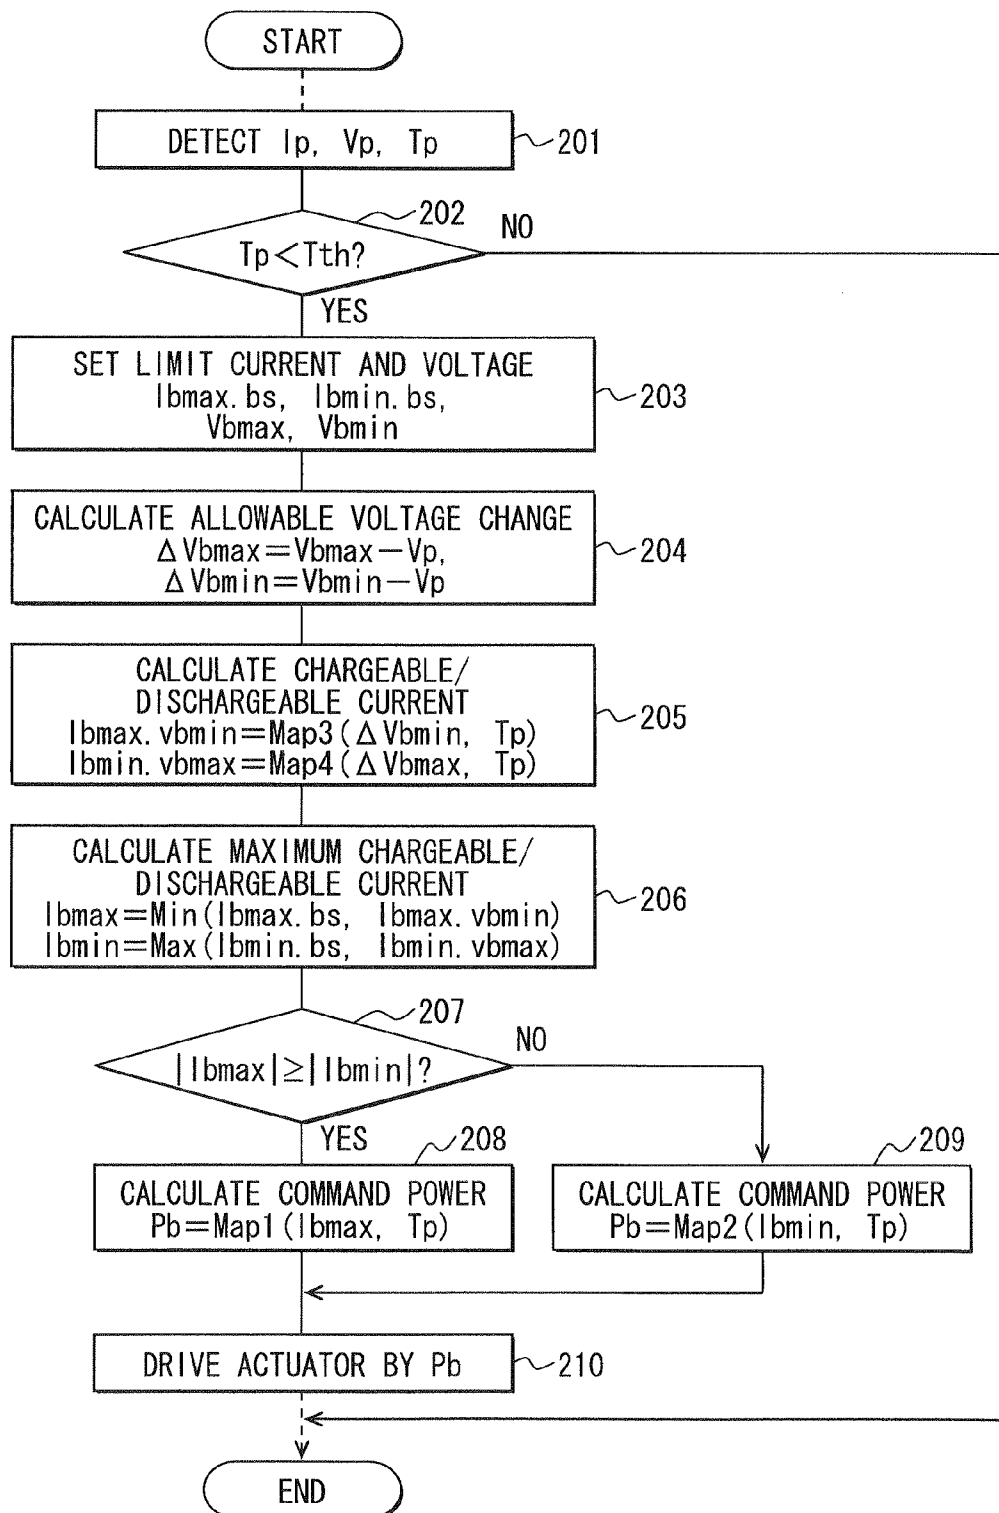 START
DETECT Ip, Vp, Tp
201
202
NO
Tp<Tth?
YES
SET LIMIT CURRENT AND VOLTAGE
Ibmax.bs, Ibmin.bs,
Vbmax, Vbmin
203
CALCULATE ALLOWABLE VOLTAGE CHANGE
ΔVbmax=Vbmax-Vp,
ΔVbmin=Vbmin-Vp
204
CALCULATE CHARGEABLE/
DISCHARGEABLE CURRENT
Ibmax.vbmin=Map3(ΔVbmin, Tp)
Ibmin.vbmax=Map4(ΔVbmax, Tp)
205
CALCULATE MAXIMUM CHARGEABLE/
DISCHARGEABLE CURRENT
Ibmax=Min(Ibmax.bs, Ibmax.vbmin)
Ibmin=Max(Ibmin.bs, Ibmin.vbmax)
206
207
NO
|Ibmax|≥|Ibmin|?
YES
208
209
CALCULATE COMMAND POWER
Pb=Map1(Ibmax, Tp)
CALCULATE COMMAND POWER
Pb=Map2(Ibmin, Tp)
DRIVE ACTUATOR BY Pb
210
END